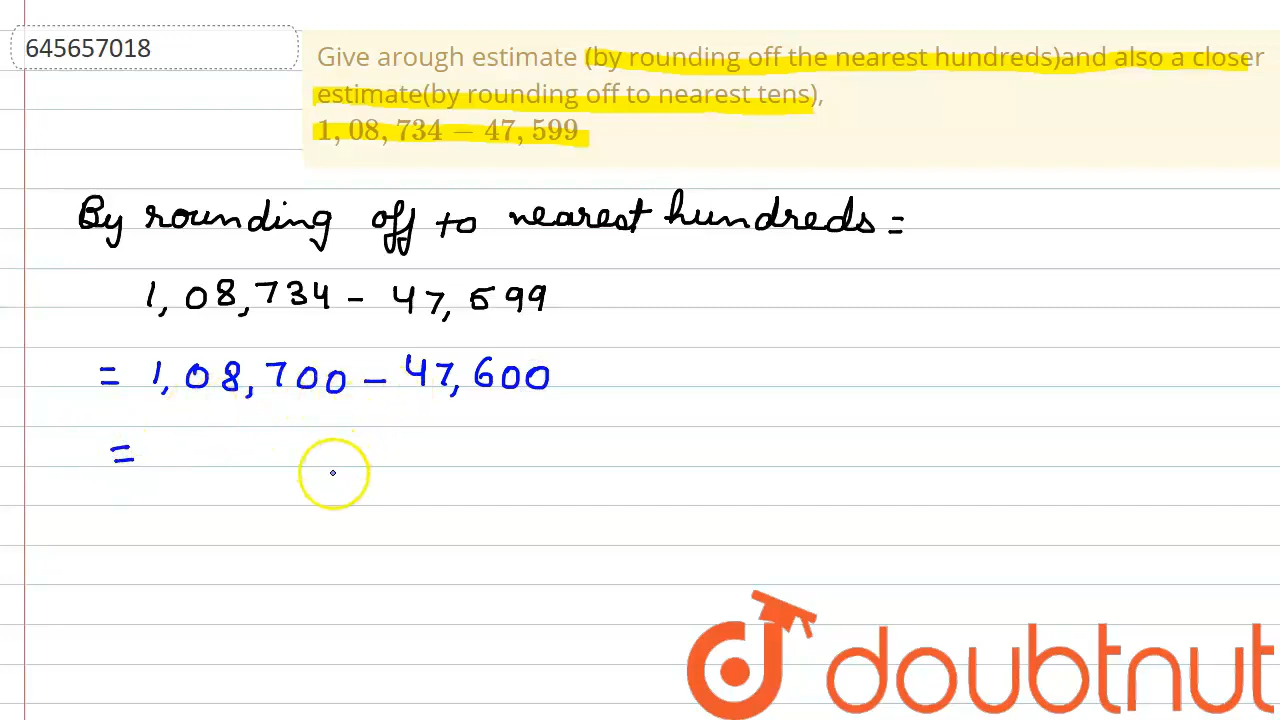 645657018
Give arough estimate (by rounding off the nearest hundreds)and also a closer
estimate(by rounding off to nearest tens),
1, 08, 734 − 47, 599
By rounding off to nearest hundreds =
1, 08, 734 - 47, 599
= 1, 08, 700 - 47, 600
=
doubtnut